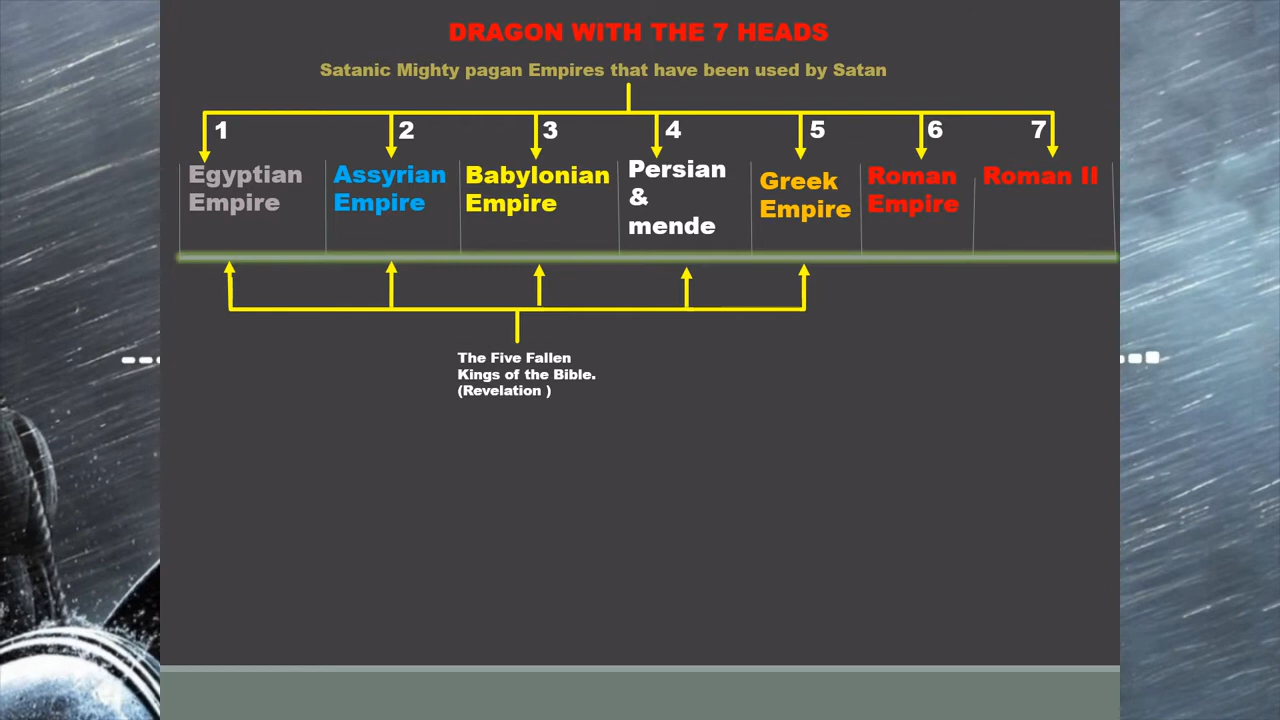 DRAGON WITH THE 7 HEADS
Satanic Mighty pagan Empires that have been used by Satan
1 2 3 4 5 6 7
Egyptian
Empire
Assyrian
Empire
Babylonian
Empire
Persian
&
mende
Greek
Empire
Roman
Empire
Roman II
The Five Fallen
Kings of the Bible.
(Revelation )